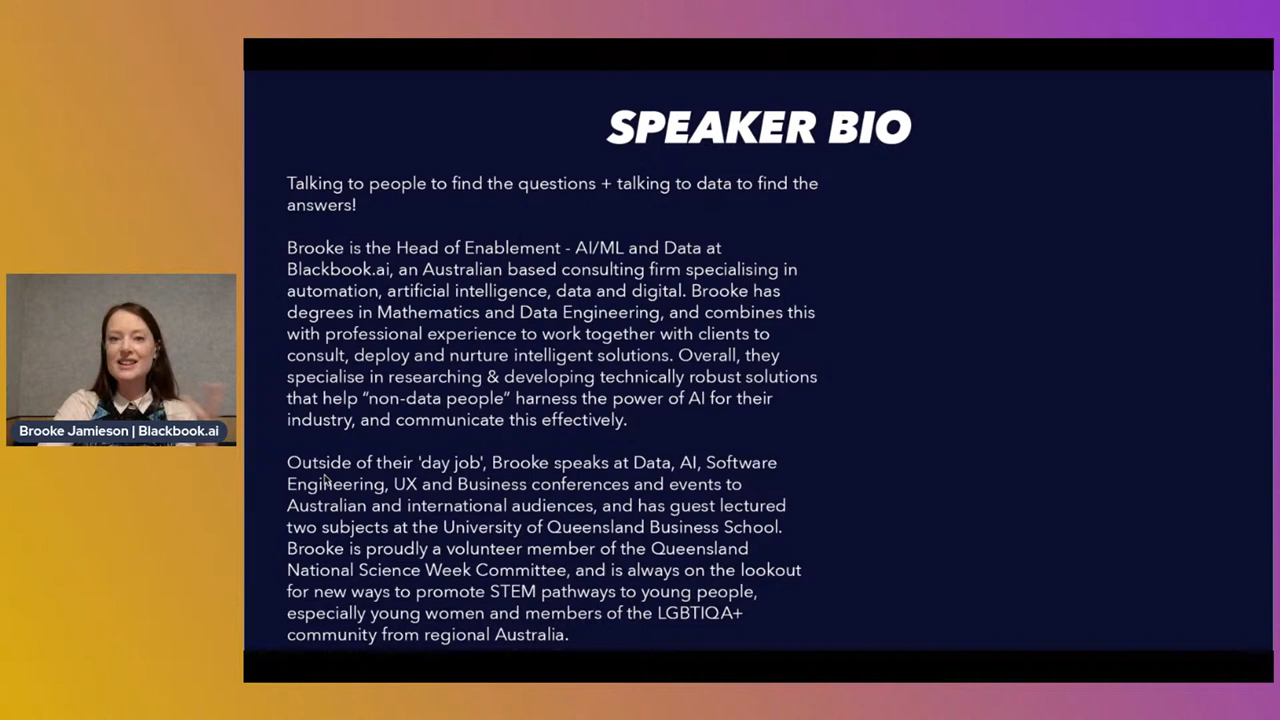 SPEAKER BIO
Talking to people to find the questions + talking to data to find the
answers!
Brooke is the Head of Enablement - AI/ML and Data at
Blackbook.ai, an Australian based consulting firm specialising in
automation, artificial intelligence, data and digital. Brooke has
degrees in Mathematics and Data Engineering, and combines this
with professional experience to work together with clients to
consult, deploy and nurture intelligent solutions. Overall, they
specialise in researching & developing technically robust solutions
that help “non-data people” harness the power of AI for their
industry, and communicate this effectively.
Outside of their 'day job', Brooke speaks at Data, AI, Software
Engineering, UX and Business conferences and events to
Australian and international audiences, and has guest lectured
two subjects at the University of Queensland Business School.
Brooke is proudly a volunteer member of the Queensland
National Science Week Committee, and is always on the lookout
for new ways to promote STEM pathways to young people,
especially young women and members of the LGBTIQA+
community from regional Australia.
Brooke Jamieson | Blackbook.ai